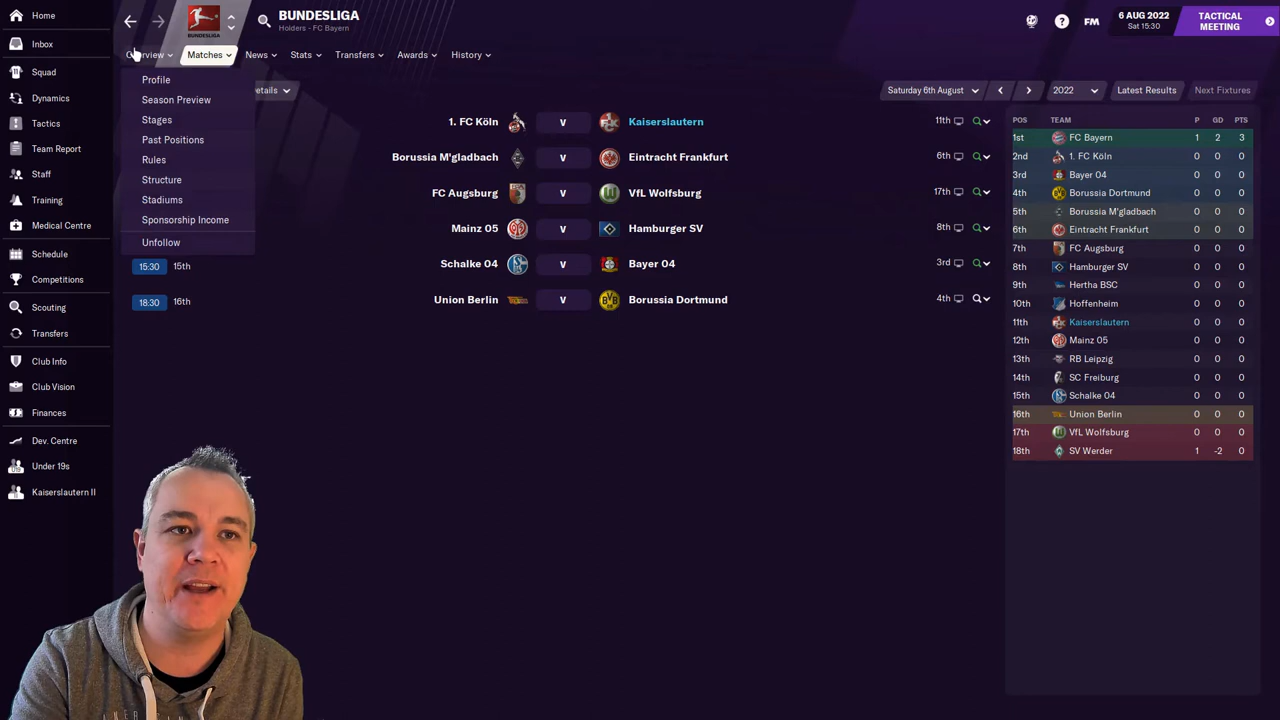 Home
BUNDESLIGA
Holders - FC Bayern
BUNDESLIGA
FM
6 AUG 2022
Sat 15:30
TACTICAL
MEETING
Inbox
Matches
News
Stats
Transfers
Awards
History
Squad
Dynamics
Tactics
Team Report
Staff
Training
Medical Centre
Schedule
Competitions
Scouting
Transfers
Club Info
Club Vision
Finances
Dev. Centre
Under 19s
Kaiserslautern II
Profile
Season Preview
Stages
Past Positions
Rules
Structure
Stadiums
Sponsorship Income
Unfollow
Saturday 6th August
2022
Latest Results
Next Fixtures
1. FC Köln v Kaiserslautern 11th
Borussia M'gladbach v Eintracht Frankfurt 6th
FC Augsburg v VfL Wolfsburg 17th
Mainz 05 v Hamburger SV 8th
15:30 15th Schalke 04 v Bayer 04 3rd
18:30 16th Union Berlin v Borussia Dortmund 4th
POS TEAM P GD PTS
1st FC Bayern 1 2 3
2nd 1. FC Köln 0 0 0
3rd Bayer 04 0 0 0
4th Borussia Dortmund 0 0 0
5th Borussia M'gladbach 0 0 0
6th Eintracht Frankfurt 0 0 0
7th FC Augsburg 0 0 0
8th Hamburger SV 0 0 0
9th Hertha BSC 0 0 0
10th Hoffenheim 0 0 0
11th Kaiserslautern 0 0 0
12th Mainz 05 0 0 0
13th RB Leipzig 0 0 0
14th SC Freiburg 0 0 0
15th Schalke 04 0 0 0
16th Union Berlin 0 0 0
17th VfL Wolfsburg 0 0 0
18th SV Werder 1 -2 0